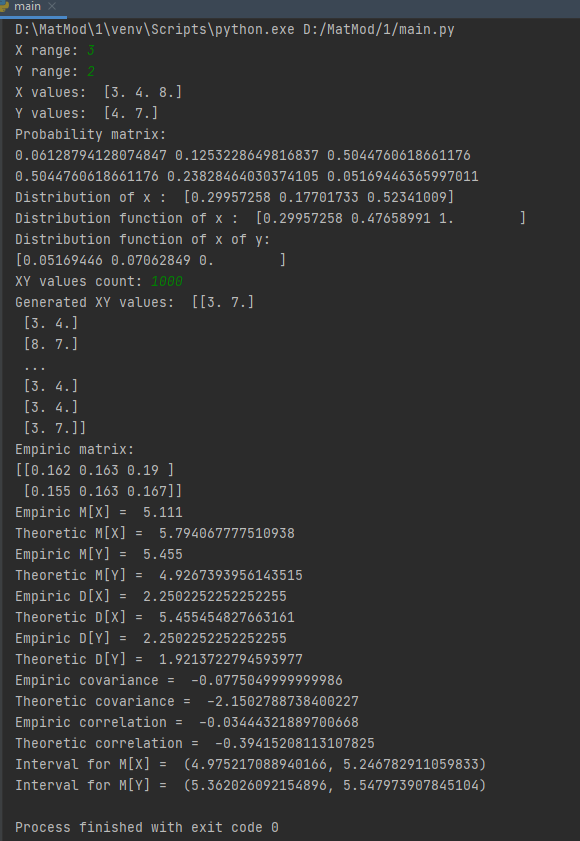 main
D:\MatMod\1\venv\Scripts\python.exe D:/MatMod/1/main.py
X range: 3
Y range: 2
X values:  [3. 4. 8.]
Y values:  [4. 7.]
Probability matrix:
0.06128794128074847 0.1253228649816837 0.5044760618661176
0.5044760618661176 0.23828464030374105 0.05169446365997011
Distribution of x :  [0.29957258 0.17701733 0.52341009]
Distribution function of x :  [0.29957258 0.47658991 1.        ]
Distribution function of x of y:
[0.05169446 0.07062849 0.        ]
XY values count: 1000
Generated XY values:  [[3. 7.]
 [3. 4.]
 [8. 7.]
 ...
 [3. 4.]
 [3. 4.]
 [3. 7.]]
Empiric matrix:
[[0.162 0.163 0.19 ]
 [0.155 0.163 0.167]]
Empiric M[X] =  5.111
Theoretic M[X] =  5.794067777510938
Empiric M[Y] =  5.455
Theoretic M[Y] =  4.9267393956143515
Empiric D[X] =  2.2502252252252255
Theoretic D[X] =  5.455454827663161
Empiric D[Y] =  2.2502252252252255
Theoretic D[Y] =  1.9213722794593977
Empiric covariance =  -0.0775049999999986
Theoretic covariance =  -2.1502788738400227
Empiric correlation =  -0.03444321889700668
Theoretic correlation =  -0.39415208113107825
Interval for M[X] =  (4.975217088940166, 5.246782911059833)
Interval for M[Y] =  (5.362026092154896, 5.547973907845104)
Process finished with exit code 0